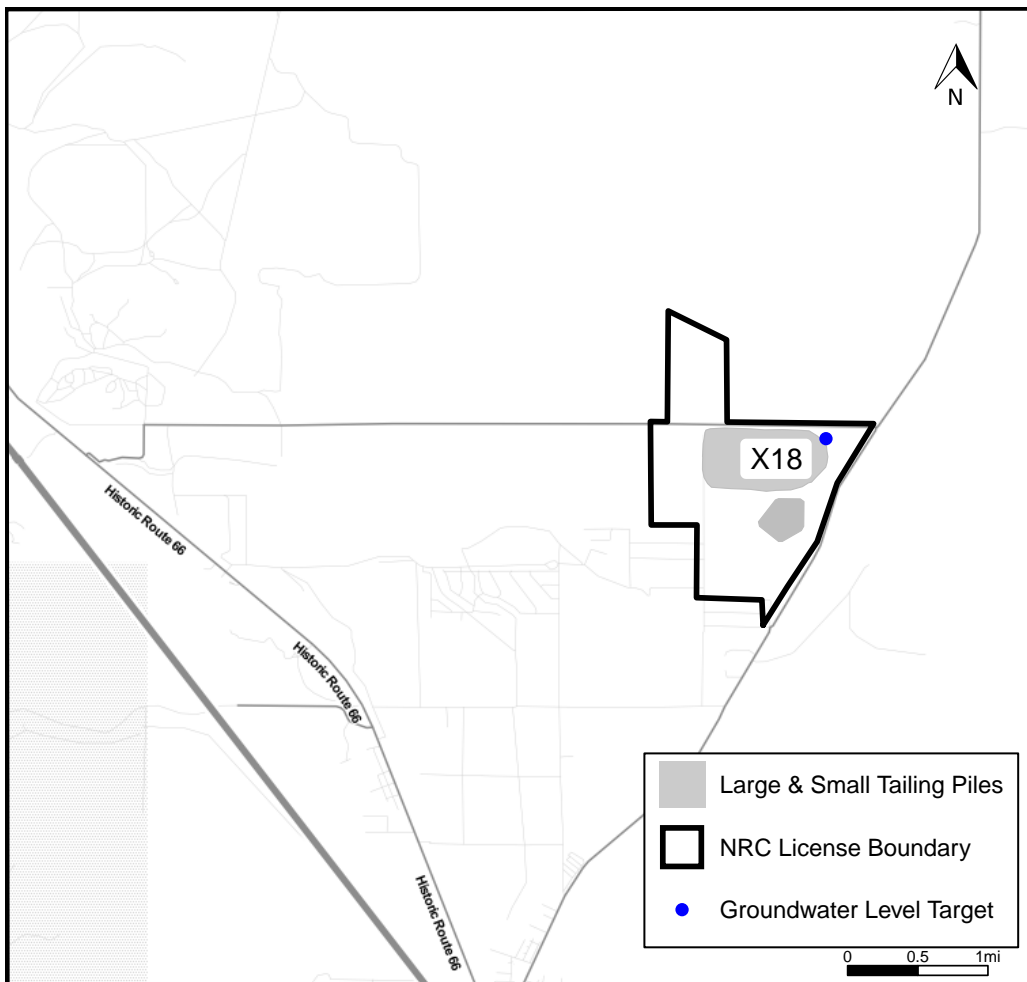 N
X18
Historic Route 66
Historic Route 66
Historic Route 66
Large & Small Tailing Piles
NRC License Boundary
Groundwater Level Target
0 0.5 1mi